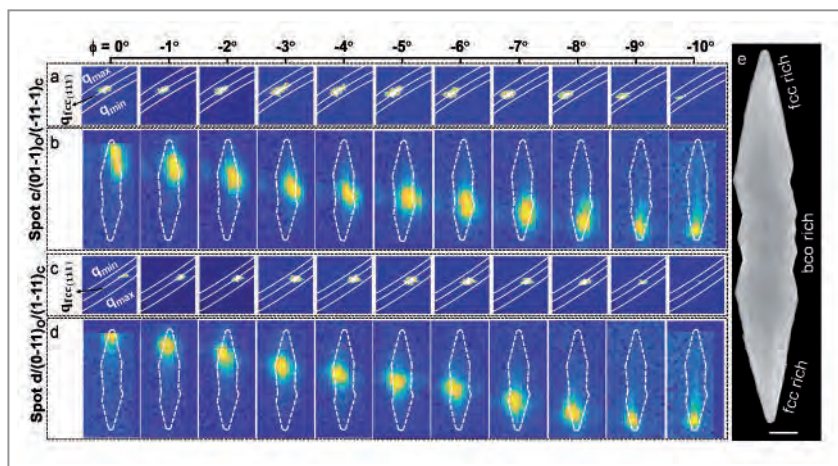 ϕ = 0° -1° -2° -3° -4° -5° -6° -7° -8° -9° -10°
Spot c/(01-1)O/(-11-1)C
a
qmax
qmin
qfcc(111)
b
Spot d/(0-11)O/(1-11)C
c
qmin
qmax
qfcc(111)
d
e
fcc rich
bco rich
fcc rich